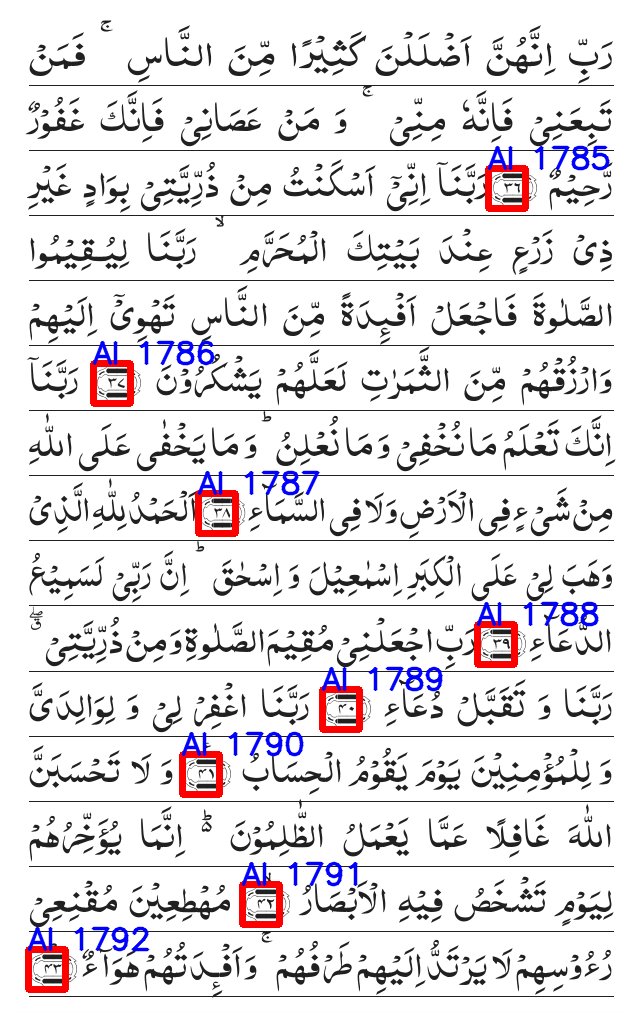 رَبِّ اِنَّهُنَّ اَضۡلَلۡنَ كَثِيۡرًا مِّنَ النَّاسِ​ۚ فَمَنۡ
تَبِعَنِىۡ فَاِنَّهٗ مِنِّىۡ​ۚ وَ مَنۡ عَصَانِىۡ فَاِنَّكَ غَفُوۡرٌ
AI 1785
رَّحِيۡمٌ ﴿۳۶﴾ رَبَّنَاۤ اِنِّىۡۤ اَسۡكَنۡتُ مِنۡ ذُرِّيَّتِىۡ بِوَادٍ غَيۡرِ
ذِىۡ زَرۡعٍ عِنۡدَ بَيۡتِكَ الۡمُحَرَّمِۙ رَبَّنَا لِيُقِيۡمُوا
الصَّلٰوةَ فَاجۡعَلۡ اَفۡـِٕدَةً مِّنَ النَّاسِ تَهۡوِىۡۤ اِلَيۡهِمۡ
AI 1786
وَارۡزُقۡهُمۡ مِّنَ الثَّمَرٰتِ لَعَلَّهُمۡ يَشۡكُرُوۡنَ ﴿۳۷﴾ رَبَّنَاۤ
اِنَّكَ تَعۡلَمُ مَا نُخۡفِىۡ وَمَا نُعۡلِنُ​ؕ وَمَا يَخۡفٰى عَلَى اللّٰهِ
AI 1787
مِنۡ شَىۡءٍ فِى الۡاَرۡضِ وَلَا فِى السَّمَآءِ ﴿۳۸﴾ اَلۡحَمۡدُ لِلّٰهِ الَّذِىۡ
وَهَبَ لِىۡ عَلَى الۡكِبَرِ اِسۡمٰعِيۡلَ وَاِسۡحٰقَ​ؕ اِنَّ رَبِّىۡ لَسَمِيۡعُ
AI 1788
الدُّعَآءِ ﴿۳۹﴾ رَبِّ اجۡعَلۡنِىۡ مُقِيۡمَ الصَّلٰوةِ وَمِنۡ ذُرِّيَّتِىۡ​ۖۗ
AI 1789
رَبَّنَا وَ تَقَبَّلۡ دُعَآءِ ﴿۴۰﴾ رَبَّنَا اغۡفِرۡ لِىۡ وَ لِوَالِدَىَّ
AI 1790
وَ لِلۡمُؤۡمِنِيۡنَ يَوۡمَ يَقُوۡمُ الۡحِسَابُ ﴿۴۱﴾ وَ لَا تَحۡسَبَنَّ
اللّٰهَ غَافِلًا عَمَّا يَعۡمَلُ الظّٰلِمُوۡنَ​ ؕ اِنَّمَا يُؤَخِّرُهُمۡ
AI 1791
لِيَوۡمٍ تَشۡخَصُ فِيۡهِ الۡاَبۡصَارُ ﴿۴۲﴾ مُهۡطِعِيۡنَ مُقۡنِعِىۡ
AI 1792
رُءُوۡسِهِمۡ لَا يَرۡتَدُّ اِلَيۡهِمۡ طَرۡفُهُمۡ​ۚ وَاَفۡـِٕدَتُهُمۡ هَوَآءٌ ﴿۴۳﴾